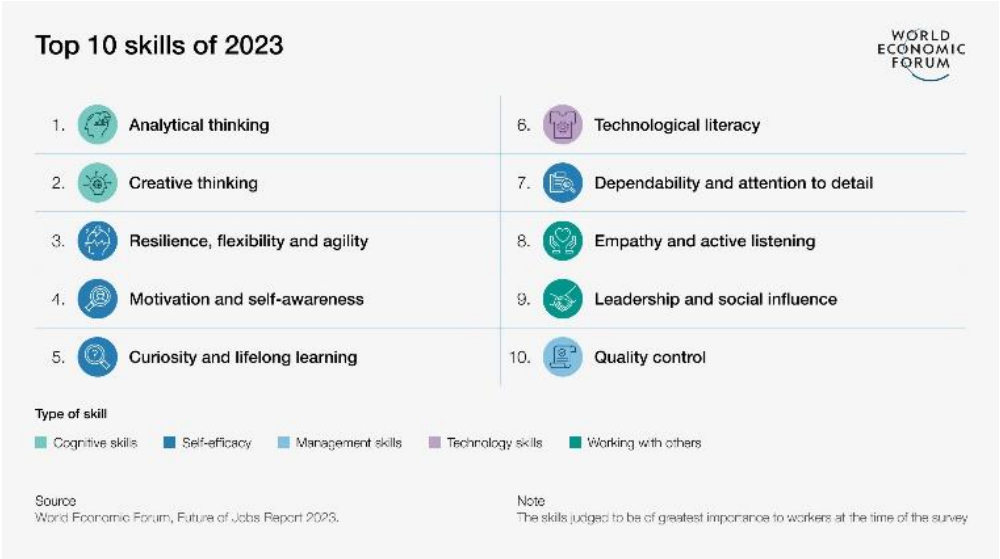 Top 10 skills of 2023
WORLD
ECONOMIC
FORUM
1. Analytical thinking
2. Creative thinking
3. Resilience, flexibility and agility
4. Motivation and self-awareness
5. Curiosity and lifelong learning
6. Technological literacy
7. Dependability and attention to detail
8. Empathy and active listening
9. Leadership and social influence
10. Quality control
Type of skill
Cognitive skills Self-efficacy Management skills Technology skills Working with others
Source
World Economic Forum, Future of Jobs Report 2023.
Note
The skills judged to be of greatest importance to workers at the time of the survey